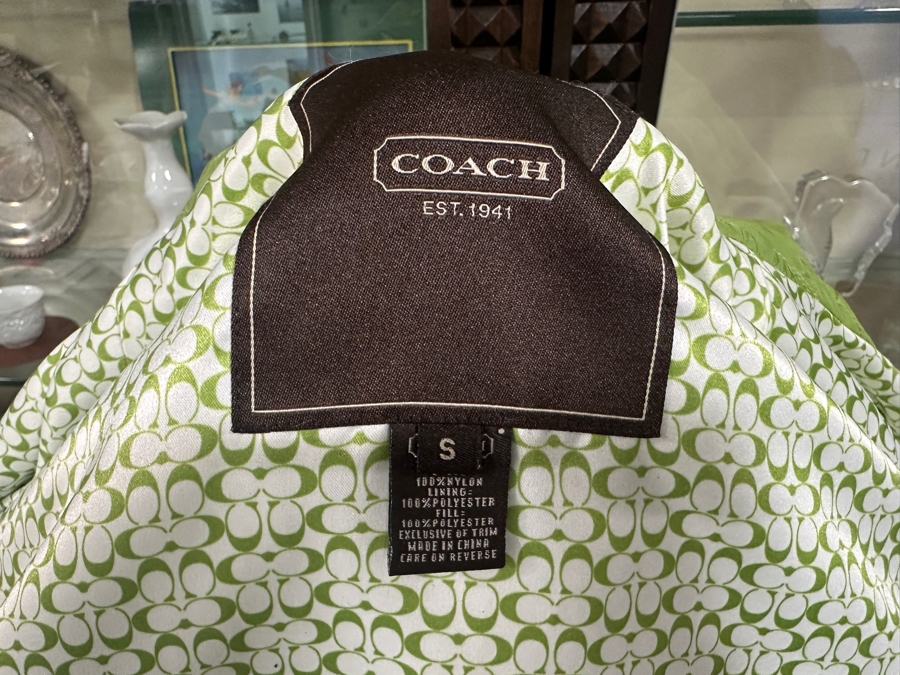 COACH
EST. 1941
S
100%NYLON
LINING=
100%POLYESTER
FILL=
100%POLYESTER
EXCLUSIVE OF TRIM
MADE IN CHINA
CARE ON REVERSE